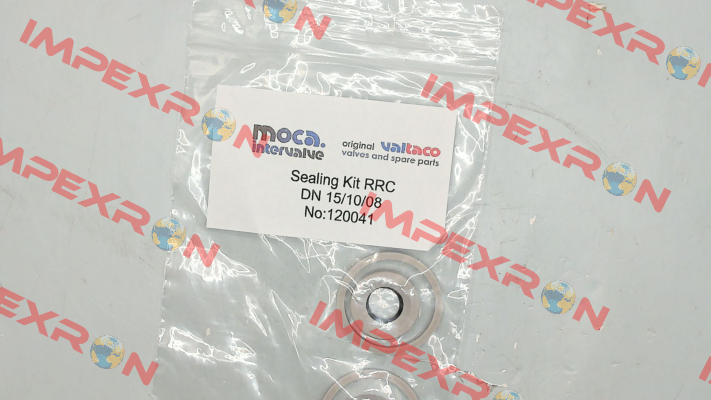 moca.
intervalve
original valtaco
valves and spare parts
Sealing Kit RRC
DN 15/10/08
No:120041
IMPEXRON
IMPEXRON
IMPEXRON
IMPEXRON
IMPEXRON
IMPEXRON
IMPEXRON
IMPEXRON